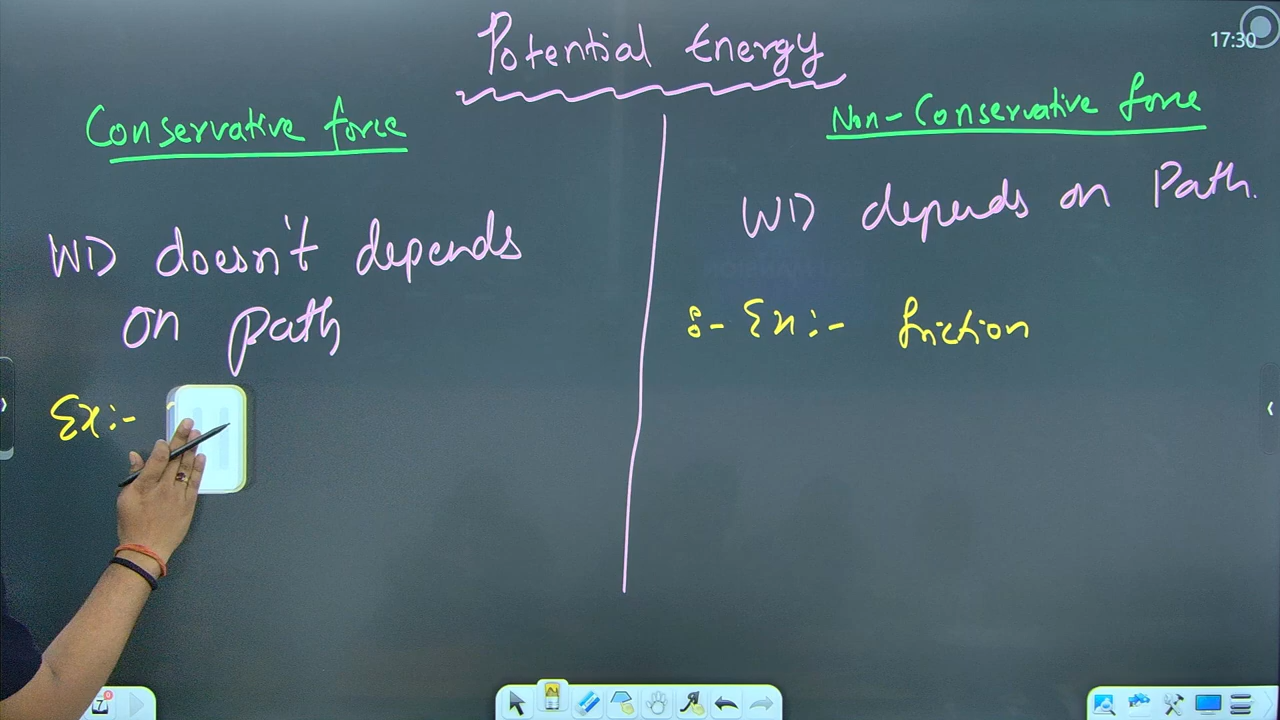 Potential Energy
17:30
Conservative force
WD doesn't depends
on path
Ex:-
Non-Conservative force
WD depends on Path.
:- Ex:- friction